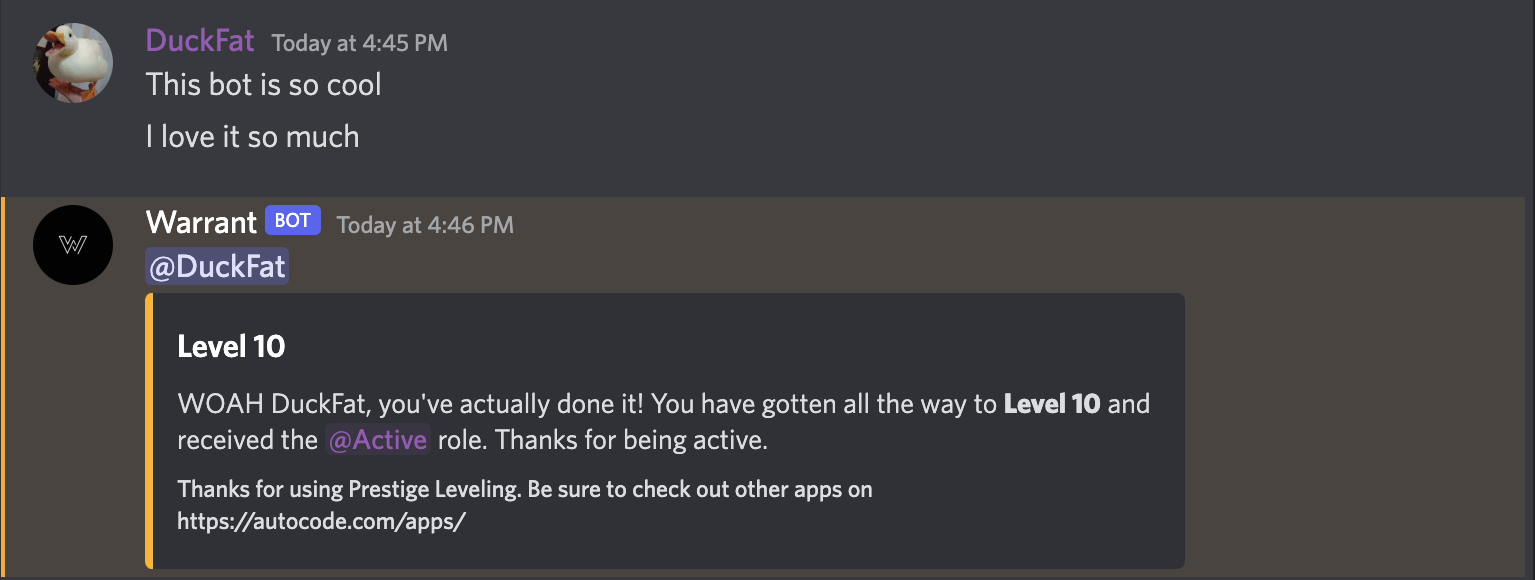 DuckFat Today at 4:45 PM
This bot is so cool
I love it so much
W
Warrant BOT Today at 4:46 PM
@DuckFat
Level 10
WOAH DuckFat, you've actually done it! You have gotten all the way to Level 10 and
received the @Active role. Thanks for being active.
Thanks for using Prestige Leveling. Be sure to check out other apps on
https://autocode.com/apps/